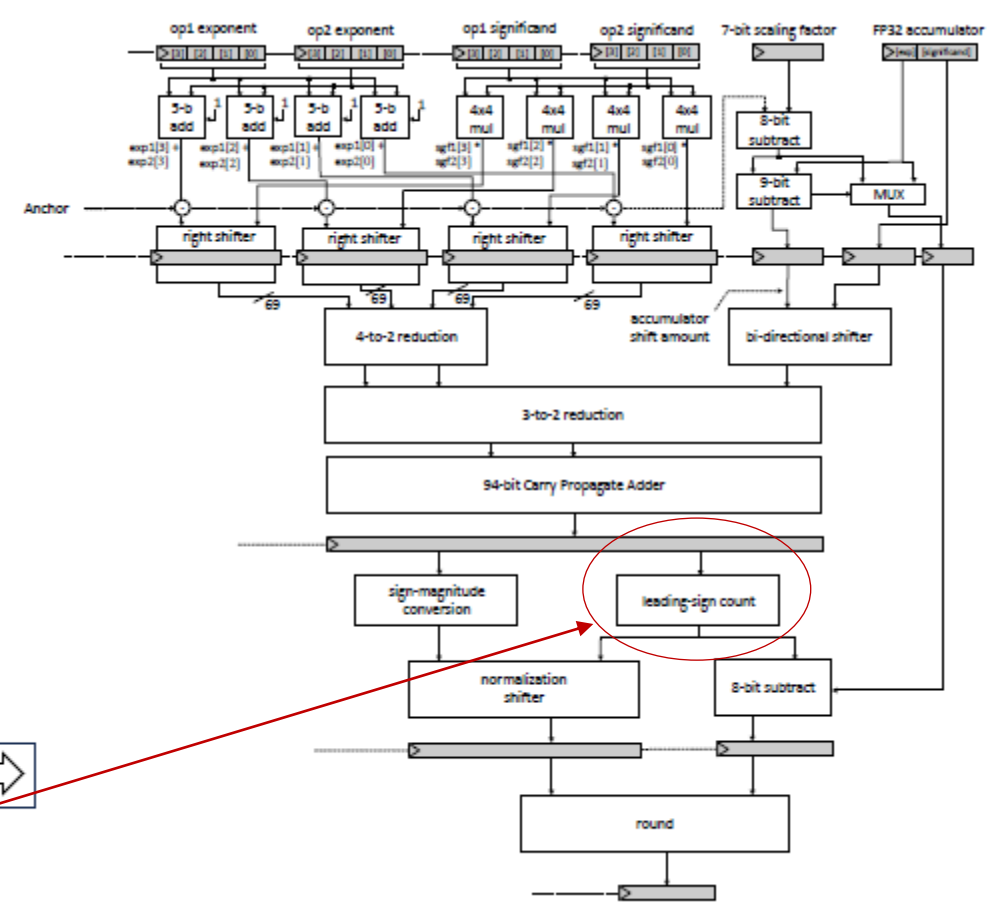 op1 exponent op2 exponent op1 significand op2 significand 7-bit scaling factor FP32 accumulator
[3] [2] [1] [0] [3] [2] [1] [0] [3] [2] [1] [0] [3] [2] [1] [0] [exp] [significand]
5-b add 1 5-b add 1 5-b add 1 5-b add 1 4x4 mul 4x4 mul 4x4 mul 4x4 mul 8-bit subtract
exp1[3] + exp1[2] + exp1[1] + exp1[0] + sgf1[3] * sgf1[2] * sgf1[1] * sgf1[0] *
exp2[3] exp2[2] exp2[1] exp2[0] sgf2[3] sgf2[2] sgf2[1] sgf2[0]
9-bit subtract MUX
Anchor - - - -
right shifter right shifter right shifter right shifter
69 69 69 69
4-to-2 reduction accumulator shift amount bi-directional shifter
3-to-2 reduction
94-bit Carry Propagate Adder
sign-magnitude conversion leading-sign count
normalization shifter 8-bit subtract
round